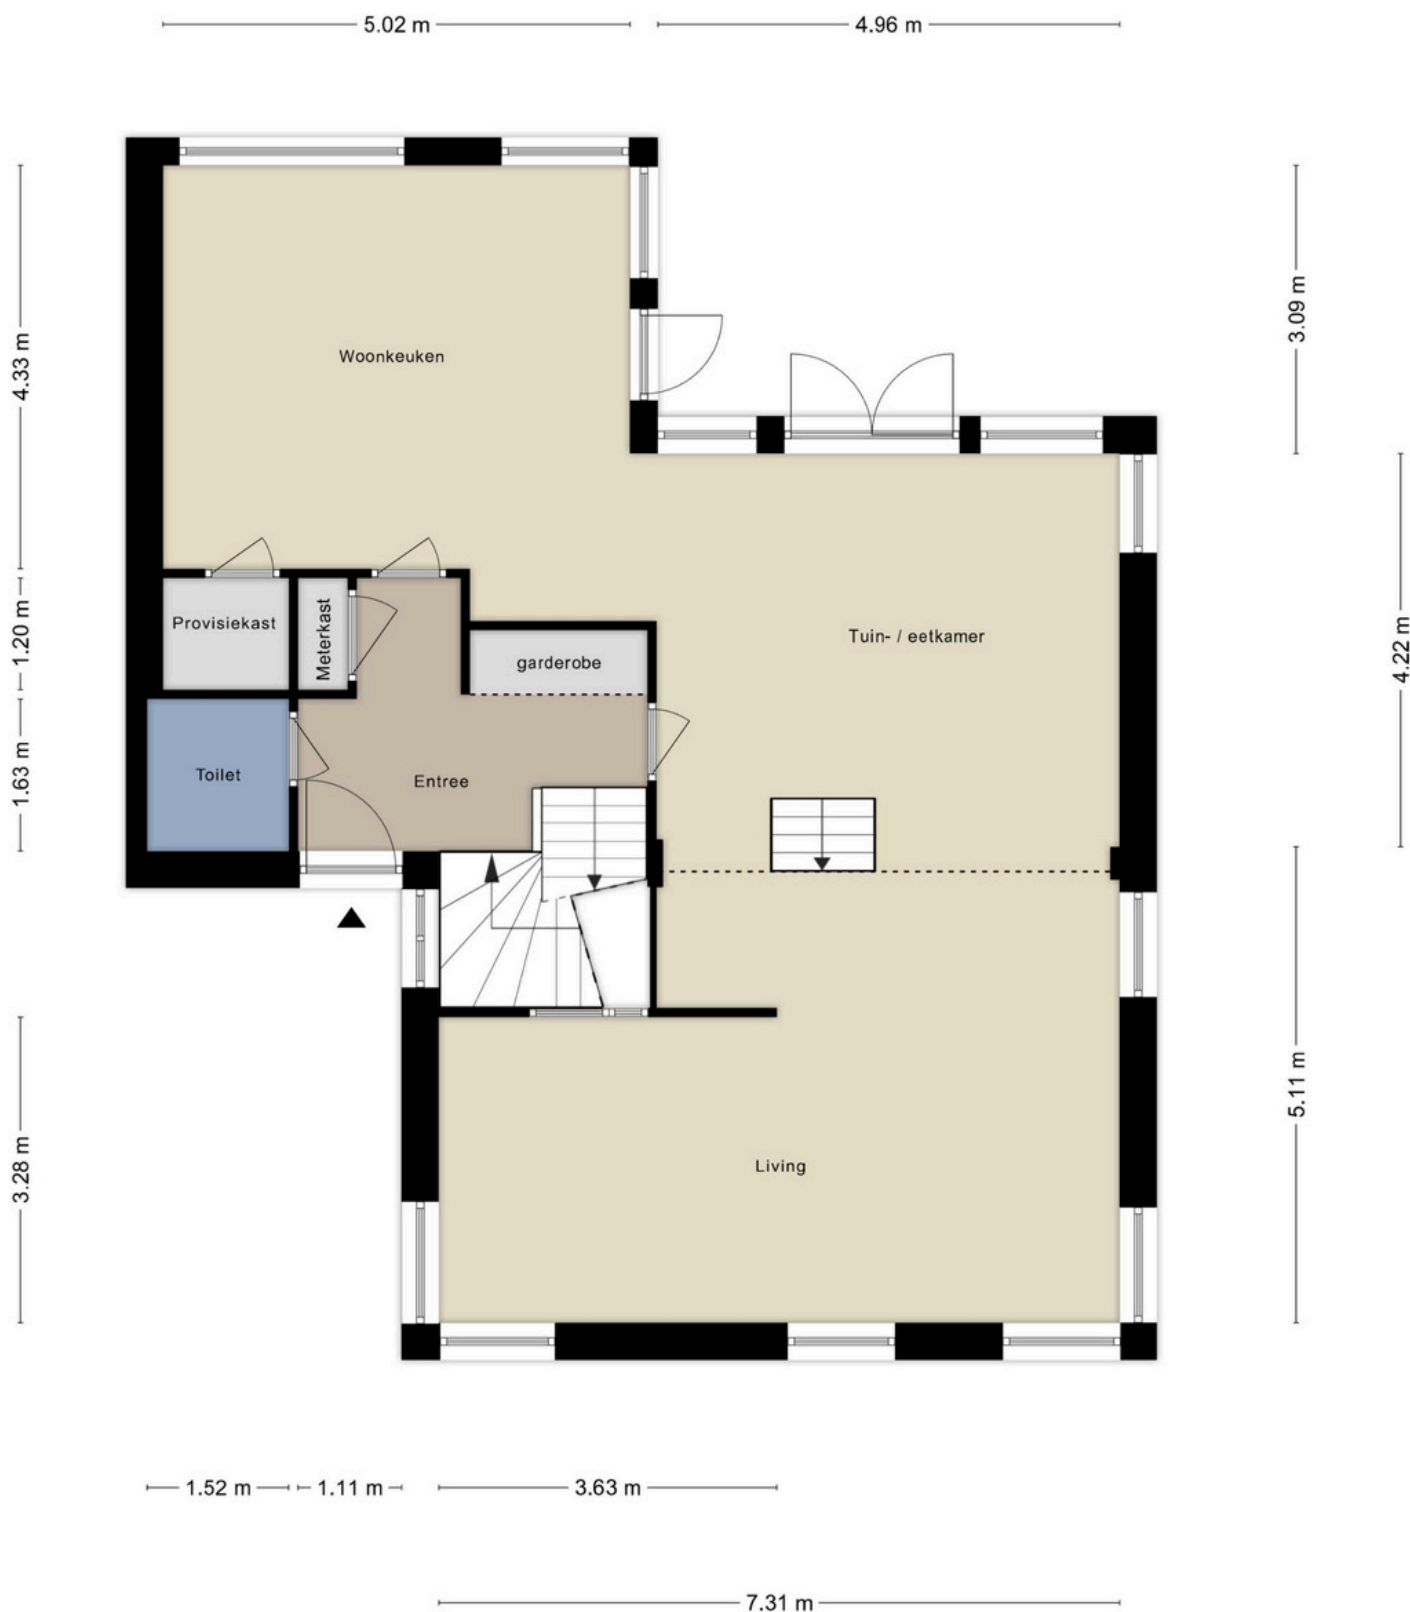 5.02 m
4.96 m
4.33 m
3.09 m
Woonkeuken
Provisiekast
Meterkast
garderobe
Tuin- / eetkamer
1.20 m
4.22 m
Toilet
Entree
1.63 m
5.11 m
3.28 m
Living
1.52 m
1.11 m
3.63 m
7.31 m